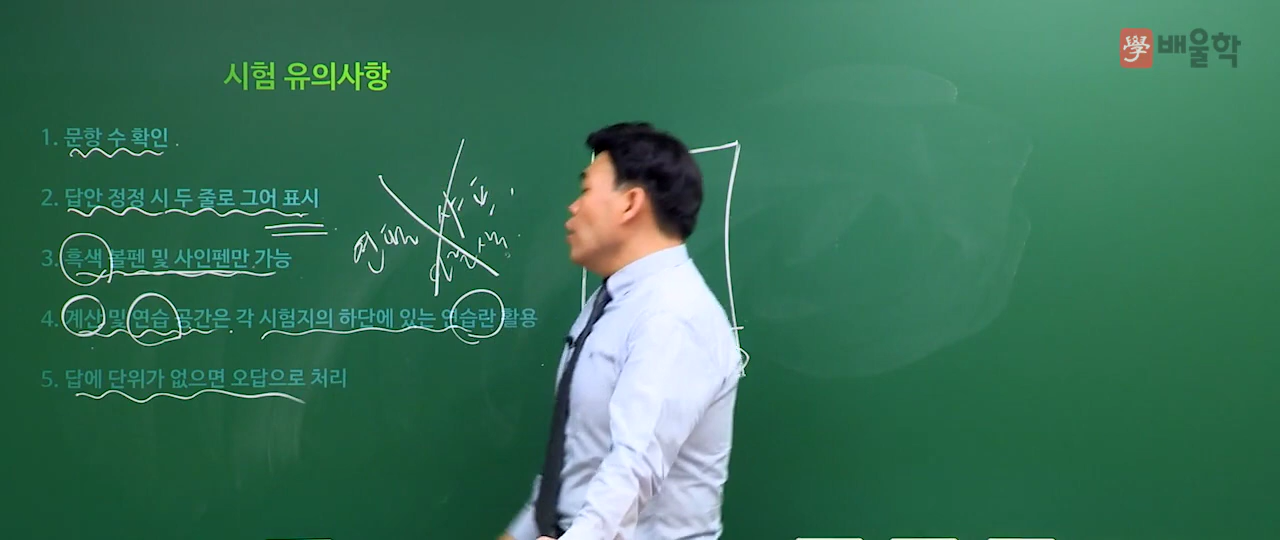 學 배울학
시험 유의사항
1. 문항 수 확인
2. 답안 정정 시 두 줄로 그어 표시
3. 흑색 볼펜 및 사인펜만 가능
4. 계산 및 연습 공간은 각 시험지의 하단에 있는 연습란 활용
5. 답에 단위가 없으면 오답으로 처리